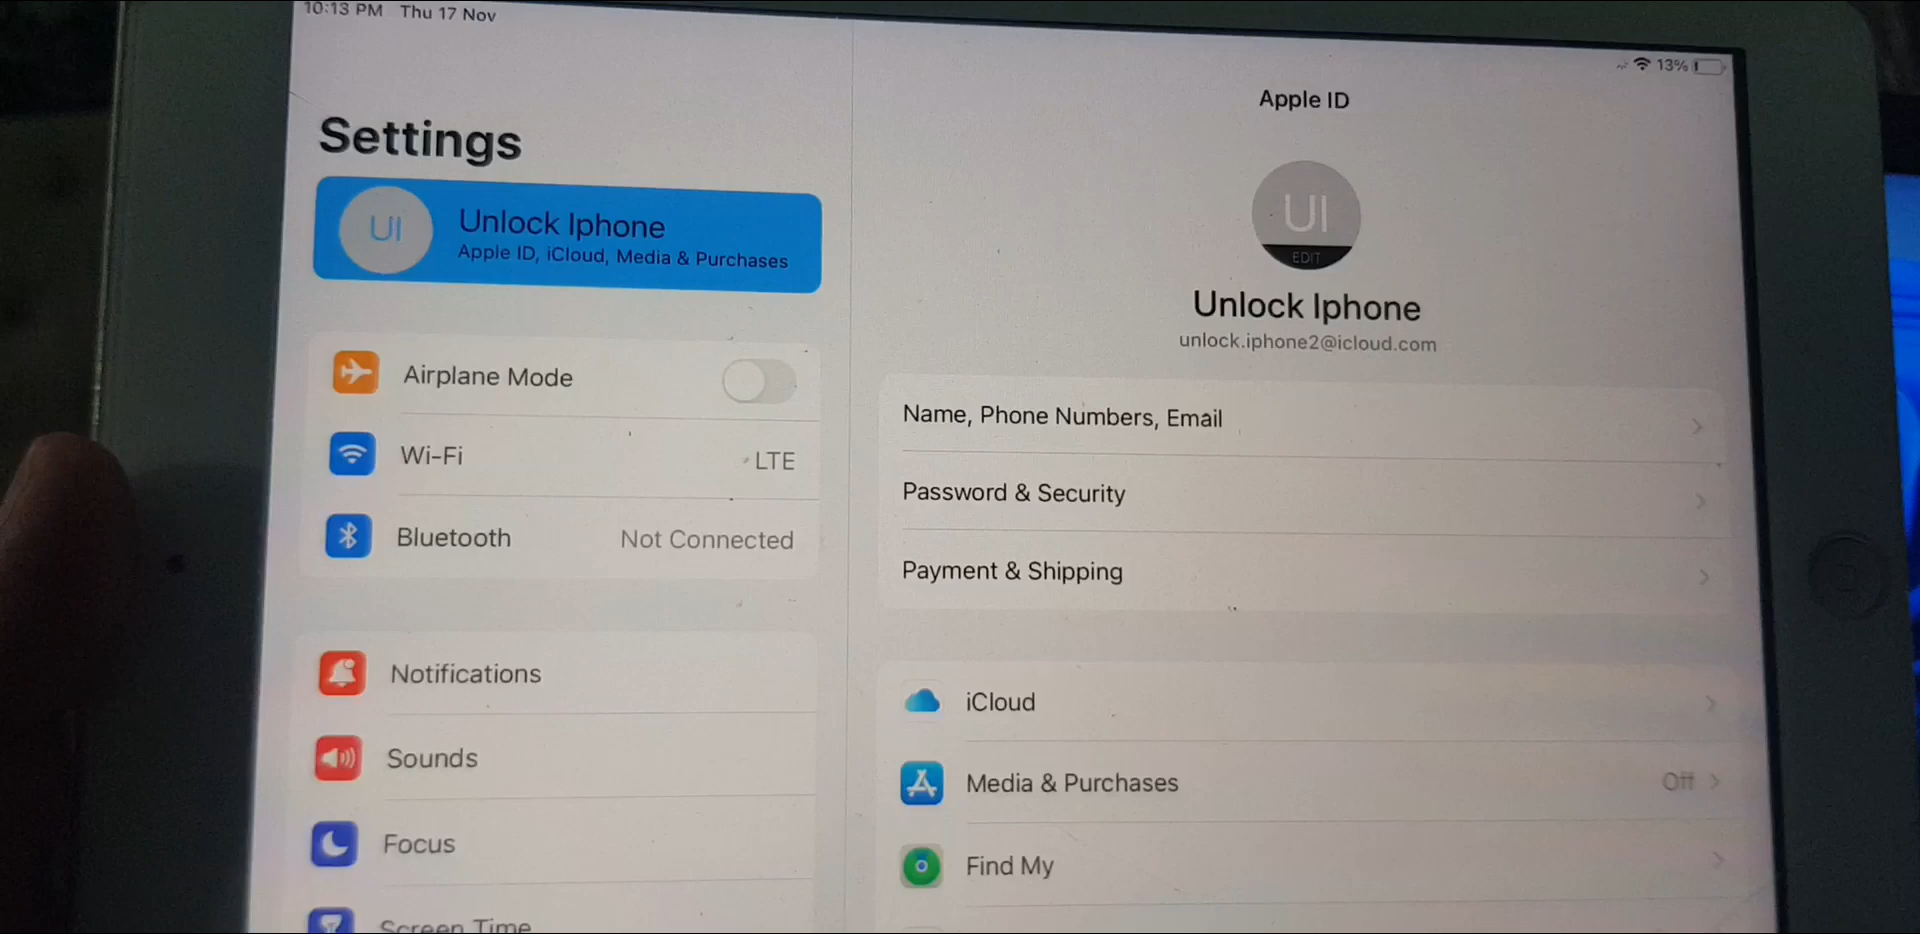 10:13 PM Thu 17 Nov
13%
Settings
UI
Unlock Iphone
Apple ID, iCloud, Media & Purchases
Airplane Mode
Wi-Fi
LTE
Bluetooth
Not Connected
Notifications
Sounds
Focus
Screen Time
Apple ID
UI
EDIT
Unlock Iphone
unlock.iphone2@icloud.com
Name, Phone Numbers, Email
Password & Security
Payment & Shipping
iCloud
Media & Purchases
Off
Find My